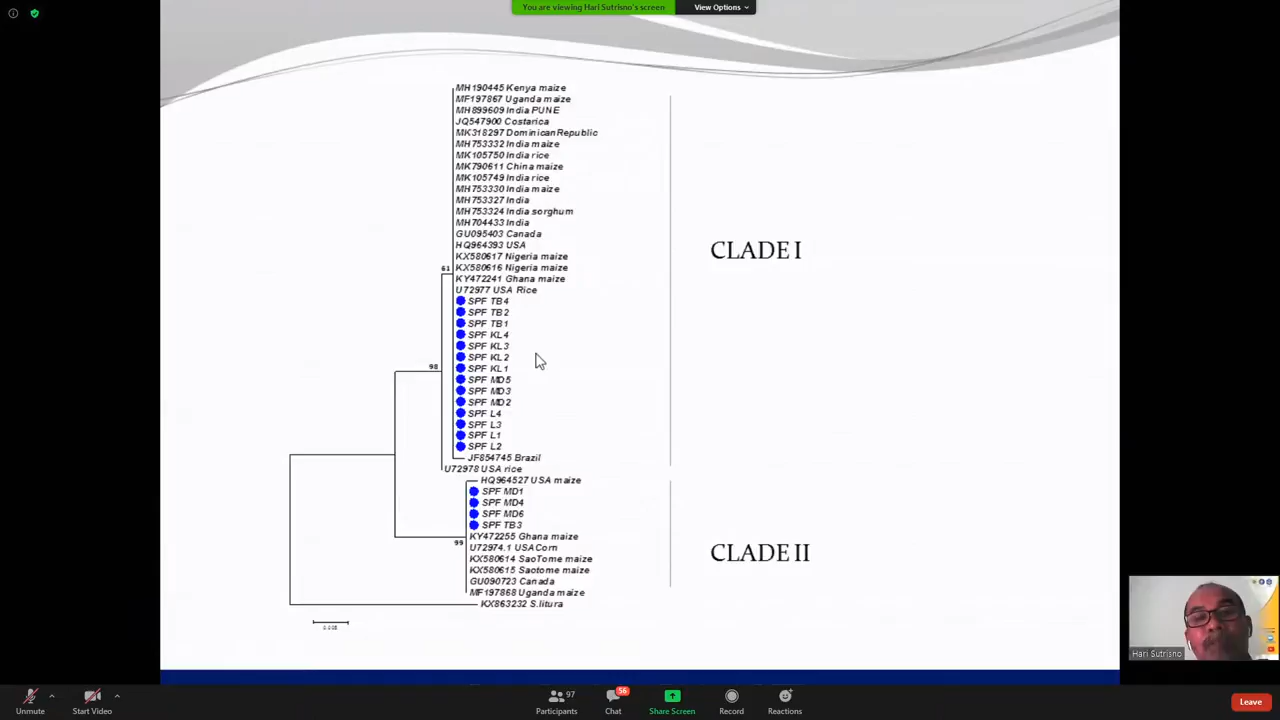 You are viewing Hari Sutrisno's screen
View Options
MH190445 Kenya maize
MF197867 Uganda maize
MH899609 India PUNE
JQ547900 Costarica
MK318297 DominicanRepublic
MH753332 India maize
MK105750 India rice
MK790611 China maize
MK105749 India rice
MH753330 India maize
MH753327 India
MH753324 India sorghum
MH704433 India
GU095403 Canada
HQ964393 USA
KX580617 Nigeria maize
KX580616 Nigeria maize
KY472241 Ghana maize
U72977 USA Rice
SPF TB4
SPF TB2
SPF TB1
SPF KL4
SPF KL3
SPF KL2
SPF KL1
SPF MD5
SPF MD3
SPF MD2
SPF L4
SPF L3
SPF L1
SPF L2
JF854745 Brazil
U72978 USA rice
61
98
CLADE I
HQ964527 USA maize
SPF MD1
SPF MD4
SPF MD6
SPF TB3
KY472255 Ghana maize
U72974.1 USACorn
KX580614 SaoTome maize
KX580615 Saotome maize
GU090723 Canada
MF197868 Uganda maize
99
CLADE II
KX863232 S.litura
Hari Sutrisno
Unmute
Start Video
97
Participants
56
Chat
Share Screen
Record
Reactions
Leave